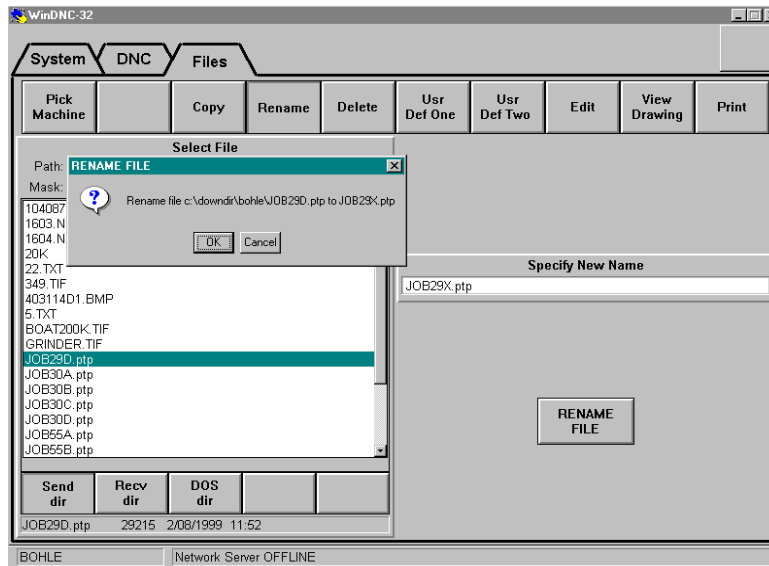 WinDNC-32
System
DNC
Files
Pick
Machine
Copy
Rename
Delete
Usr
Def One
Usr
Def Two
Edit
View
Drawing
Print
Select File
Path:
Mask:
RENAME FILE
Rename file c:\downdir\bohle\JOB29D.ptp to JOB29X.ptp
OK
Cancel
104087
1603.N
1604.N
20K
22.TXT
349.TIF
403114D1.BMP
5.TXT
BOAT200K.TIF
GRINDER.TIF
JOB29D.ptp
JOB30A.ptp
JOB30B.ptp
JOB30C.ptp
JOB30D.ptp
JOB55A.ptp
JOB55B.ptp
Specify New Name
JOB29X.ptp
RENAME
FILE
Send
dir
Recv
dir
DOS
dir
JOB29D.ptp 29215 2/08/1999 11:52
BOHLE
Network Server OFFLINE